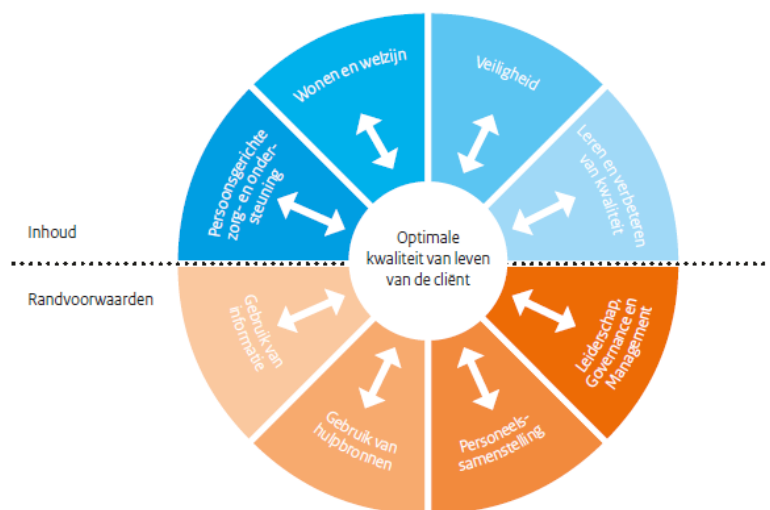 Wonen en welzijn
Veiligheid
Persoonsgerichte
zorg- en onder-
steuning
Leren en verbeteren
van kwaliteit
Inhoud
Optimale
kwaliteit van leven
van de cliënt
Randvoorwaarden
Gebruik van
informatie
Leiderschap,
Governance en
Management
Gebruik van
hulpbronnen
Personeels-
samenstelling